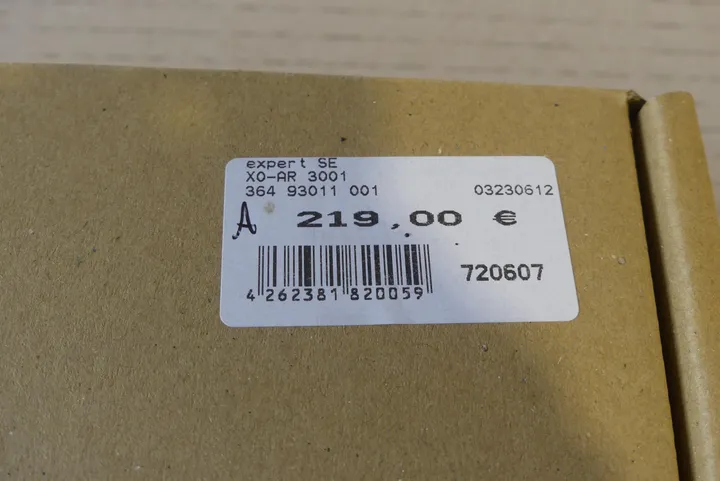 expert SE
XO-AR 3001
364 93011 001 03230612
A 219,00 €
720607
4 262381 820059